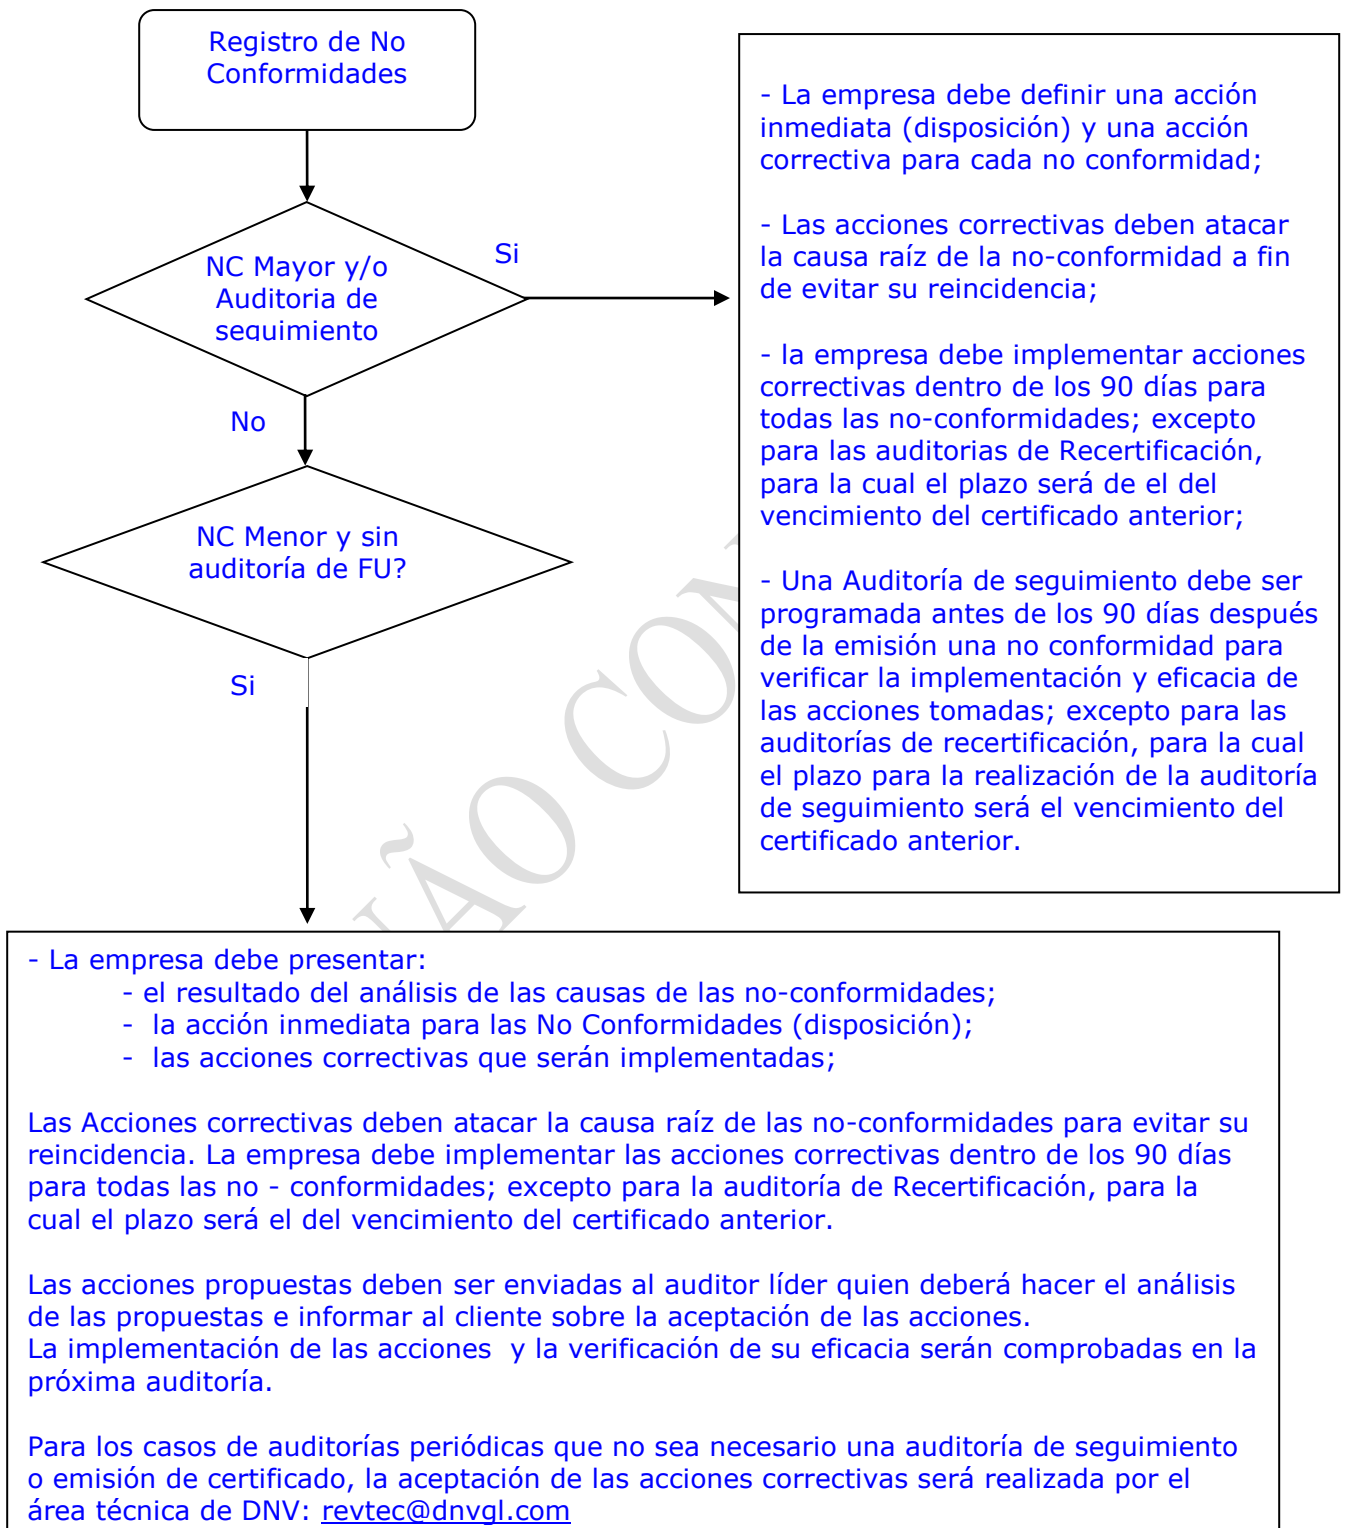 Registro de No
Conformidades
NC Mayor y/o
Auditoria de
seguimiento
Si
No
NC Menor y sin
auditoría de FU?
Si
- La empresa debe definir una acción
inmediata (disposición) y una acción
correctiva para cada no conformidad;
- Las acciones correctivas deben atacar
la causa raíz de la no-conformidad a fin
de evitar su reincidencia;
- la empresa debe implementar acciones
correctivas dentro de los 90 días para
todas las no-conformidades; excepto
para las auditorias de Recertificación,
para la cual el plazo será de el del
vencimiento del certificado anterior;
- Una Auditoría de seguimiento debe ser
programada antes de los 90 días después
de la emisión una no conformidad para
verificar la implementación y eficacia de
las acciones tomadas; excepto para las
auditorías de recertificación, para la cual
el plazo para la realización de la auditoría
de seguimiento será el vencimiento del
certificado anterior.
NÃO CON
- La empresa debe presentar:
- el resultado del análisis de las causas de las no-conformidades;
- la acción inmediata para las No Conformidades (disposición);
- las acciones correctivas que serán implementadas;
Las Acciones correctivas deben atacar la causa raíz de las no-conformidades para evitar su
reincidencia. La empresa debe implementar las acciones correctivas dentro de los 90 días
para todas las no - conformidades; excepto para la auditoría de Recertificación, para la
cual el plazo será el del vencimiento del certificado anterior.
Las acciones propuestas deben ser enviadas al auditor líder quien deberá hacer el análisis
de las propuestas e informar al cliente sobre la aceptación de las acciones.
La implementación de las acciones y la verificación de su eficacia serán comprobadas en la
próxima auditoría.
Para los casos de auditorías periódicas que no sea necesario una auditoría de seguimiento
o emisión de certificado, la aceptación de las acciones correctivas será realizada por el
área técnica de DNV: revtec@dnvgl.com